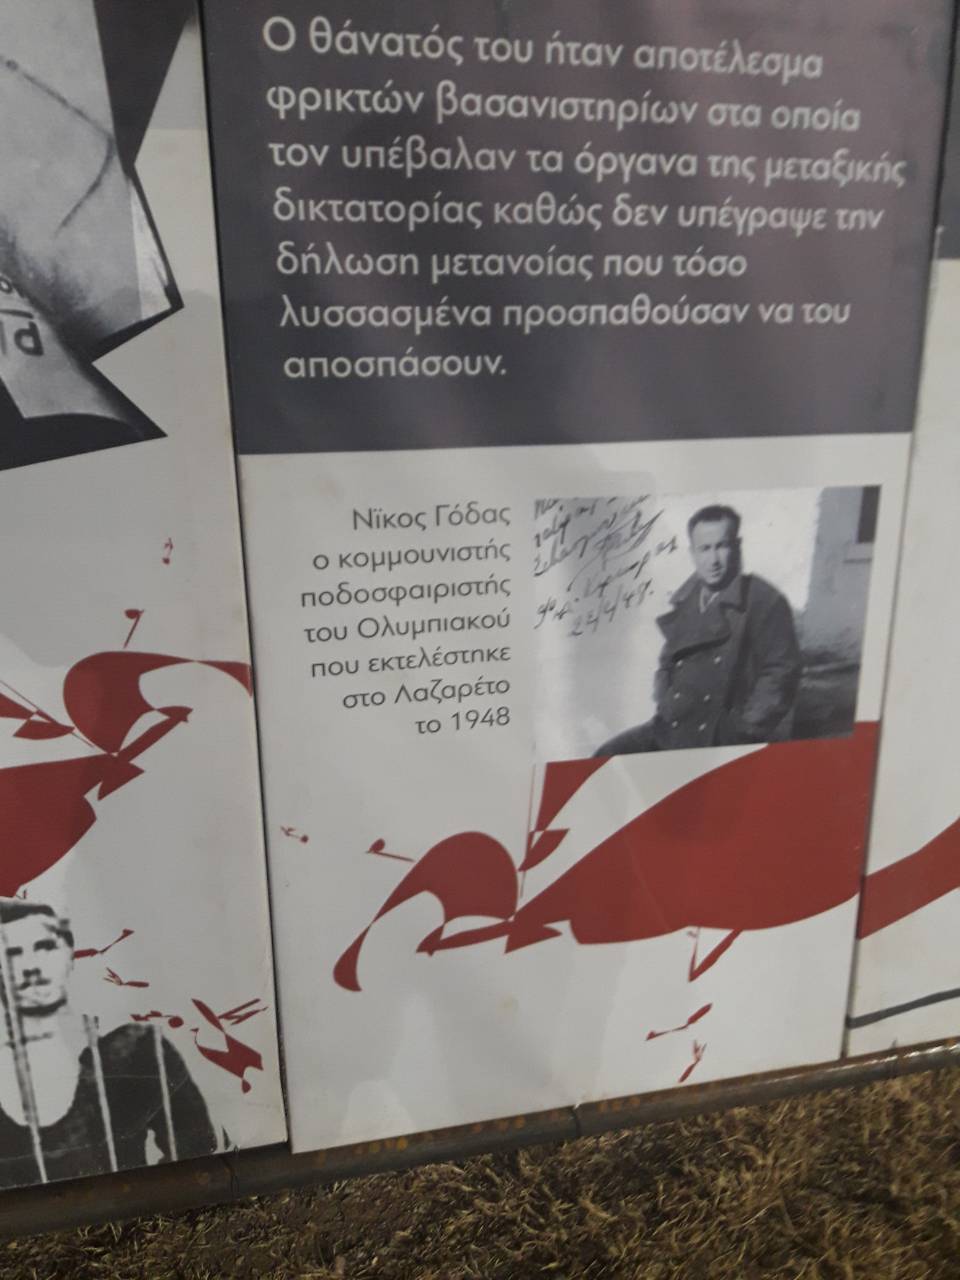 Ο θάνατός του ήταν αποτέλεσμα
φρικτών βασανιστηρίων στα οποία
τον υπέβαλαν τα όργανα της μεταξικής
δικτατορίας καθώς δεν υπέγραψε την
δήλωση μετανοίας που τόσο
λυσσασμένα προσπαθούσαν να του
αποσπάσουν.
Νϊκος Γόδας
ο κομμουνιστής
ποδοσφαιριστής
του Ολυμπιακού
που εκτελέστηκε
στο Λαζαρέτο
το 1948